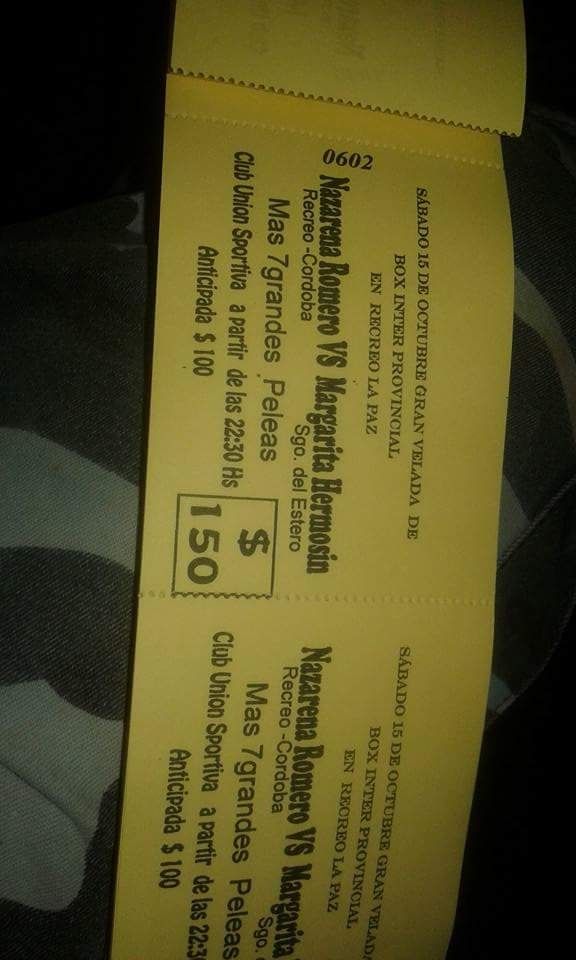 0602
SÁBADO 15 DE OCTUBRE GRAN VELADA DE
BOX INTER PROVINCIAL
EN RECREO LA PAZ
Nazarena Romero VS Margarita Hermosin
Recreo -Cordoba Sgo. del Estero
Mas 7grandes Peleas
Club Union Sportiva a partir de las 22:30 Hs
Anticipada $ 100
$
150
SÁBADO 15 DE OCTUBRE GRAN VELADA
BOX INTER PROVINCIAL
EN RECREO LA PAZ
Nazarena Romero VS Margarita
Recreo -Cordoba Sgo.
Mas 7grandes Peleas
Club Union Sportiva a partir de las 22:3
Anticipada $ 100